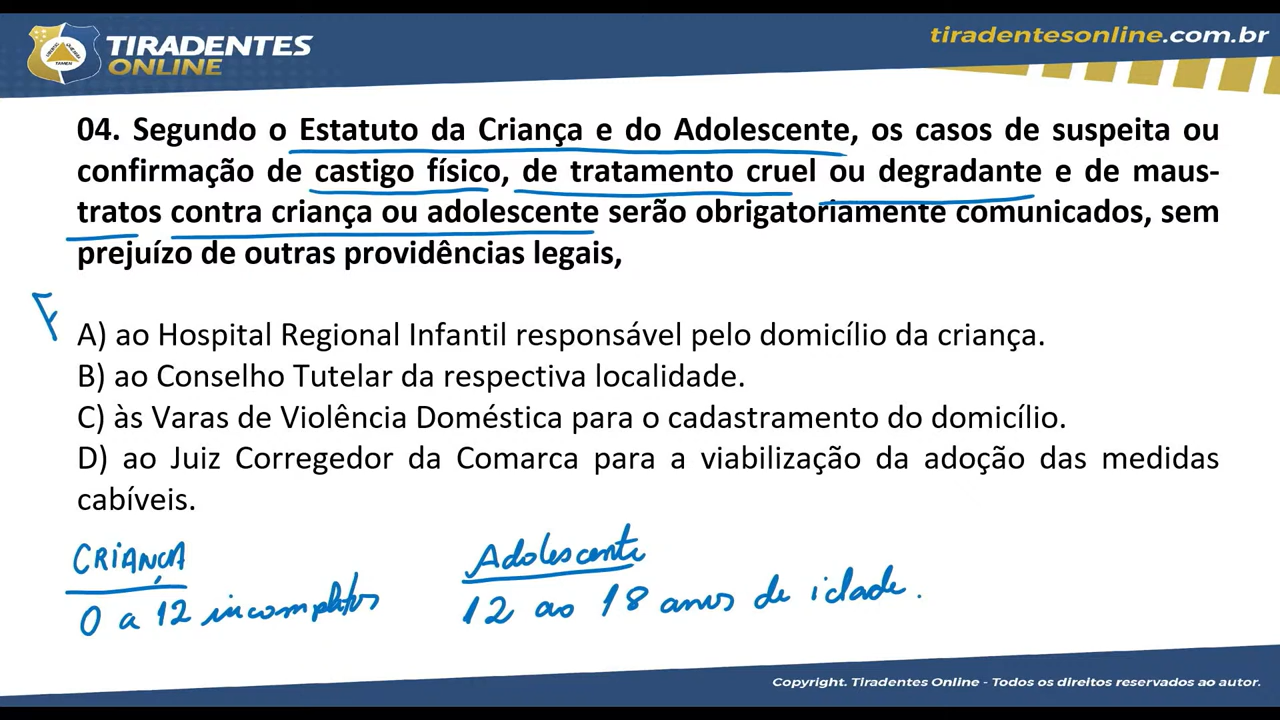 TIRADENTES
ONLINE
tiradentesonline.com.br
04. Segundo o Estatuto da Criança e do Adolescente, os casos de suspeita ou
confirmação de castigo físico, de tratamento cruel ou degradante e de maus-
tratos contra criança ou adolescente serão obrigatoriamente comunicados, sem
prejuízo de outras providências legais,
F
A) ao Hospital Regional Infantil responsável pelo domicílio da criança.
B) ao Conselho Tutelar da respectiva localidade.
C) às Varas de Violência Doméstica para o cadastramento do domicílio.
D) ao Juiz Corregedor da Comarca para a viabilização da adoção das medidas
cabíveis.
CRIANÇA
0 a 12 incompletos
Adolescente
12 ao 18 anos de idade.
Copyright. Tiradentes Online - Todos os direitos reservados ao autor.